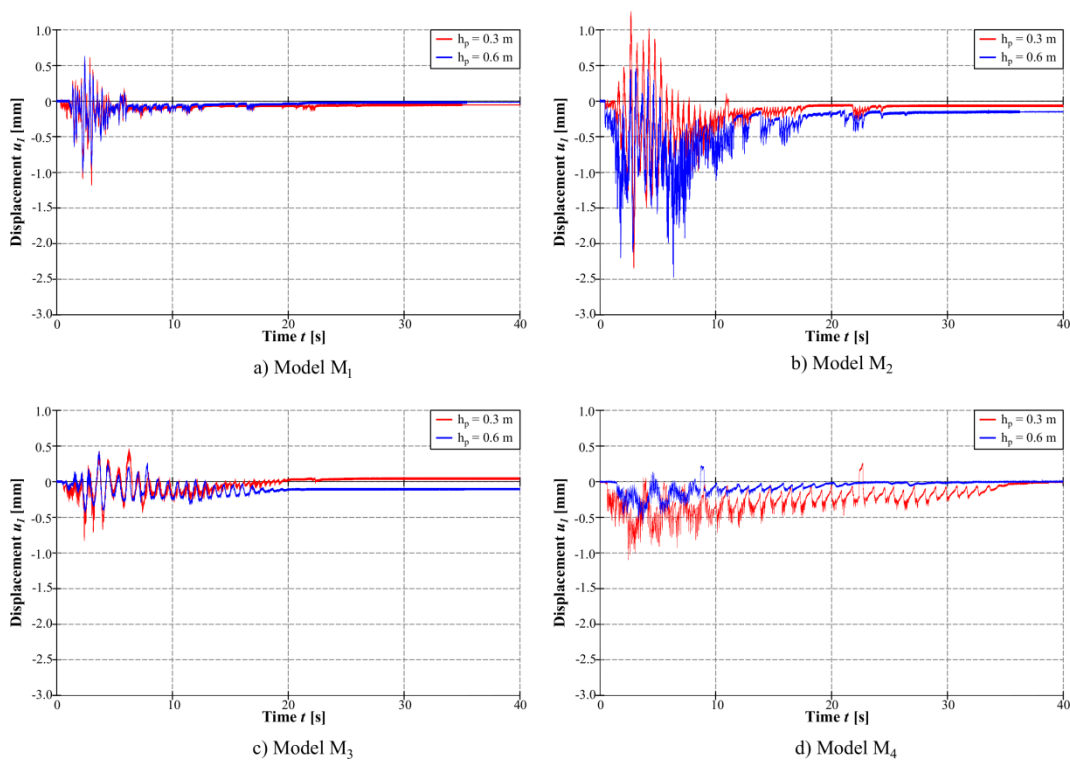 1.0
0.5
0
-0.5
-1.0
-1.5
-2.0
-2.5
-3.0
Displacement u₁ [mm]
hₚ = 0.3 m
hₚ = 0.6 m
0 10 20 30 40
Time t [s]
a) Model M₁
1.0
0.5
0
-0.5
-1.0
-1.5
-2.0
-2.5
-3.0
Displacement u₁ [mm]
hₚ = 0.3 m
hₚ = 0.6 m
0 10 20 30 40
Time t [s]
b) Model M₂
1.0
0.5
0
-0.5
-1.0
-1.5
-2.0
-2.5
-3.0
Displacement u₁ [mm]
hₚ = 0.3 m
hₚ = 0.6 m
0 10 20 30 40
Time t [s]
c) Model M₃
1.0
0.5
0
-0.5
-1.0
-1.5
-2.0
-2.5
-3.0
Displacement u₁ [mm]
hₚ = 0.3 m
hₚ = 0.6 m
0 10 20 30 40
Time t [s]
d) Model M₄